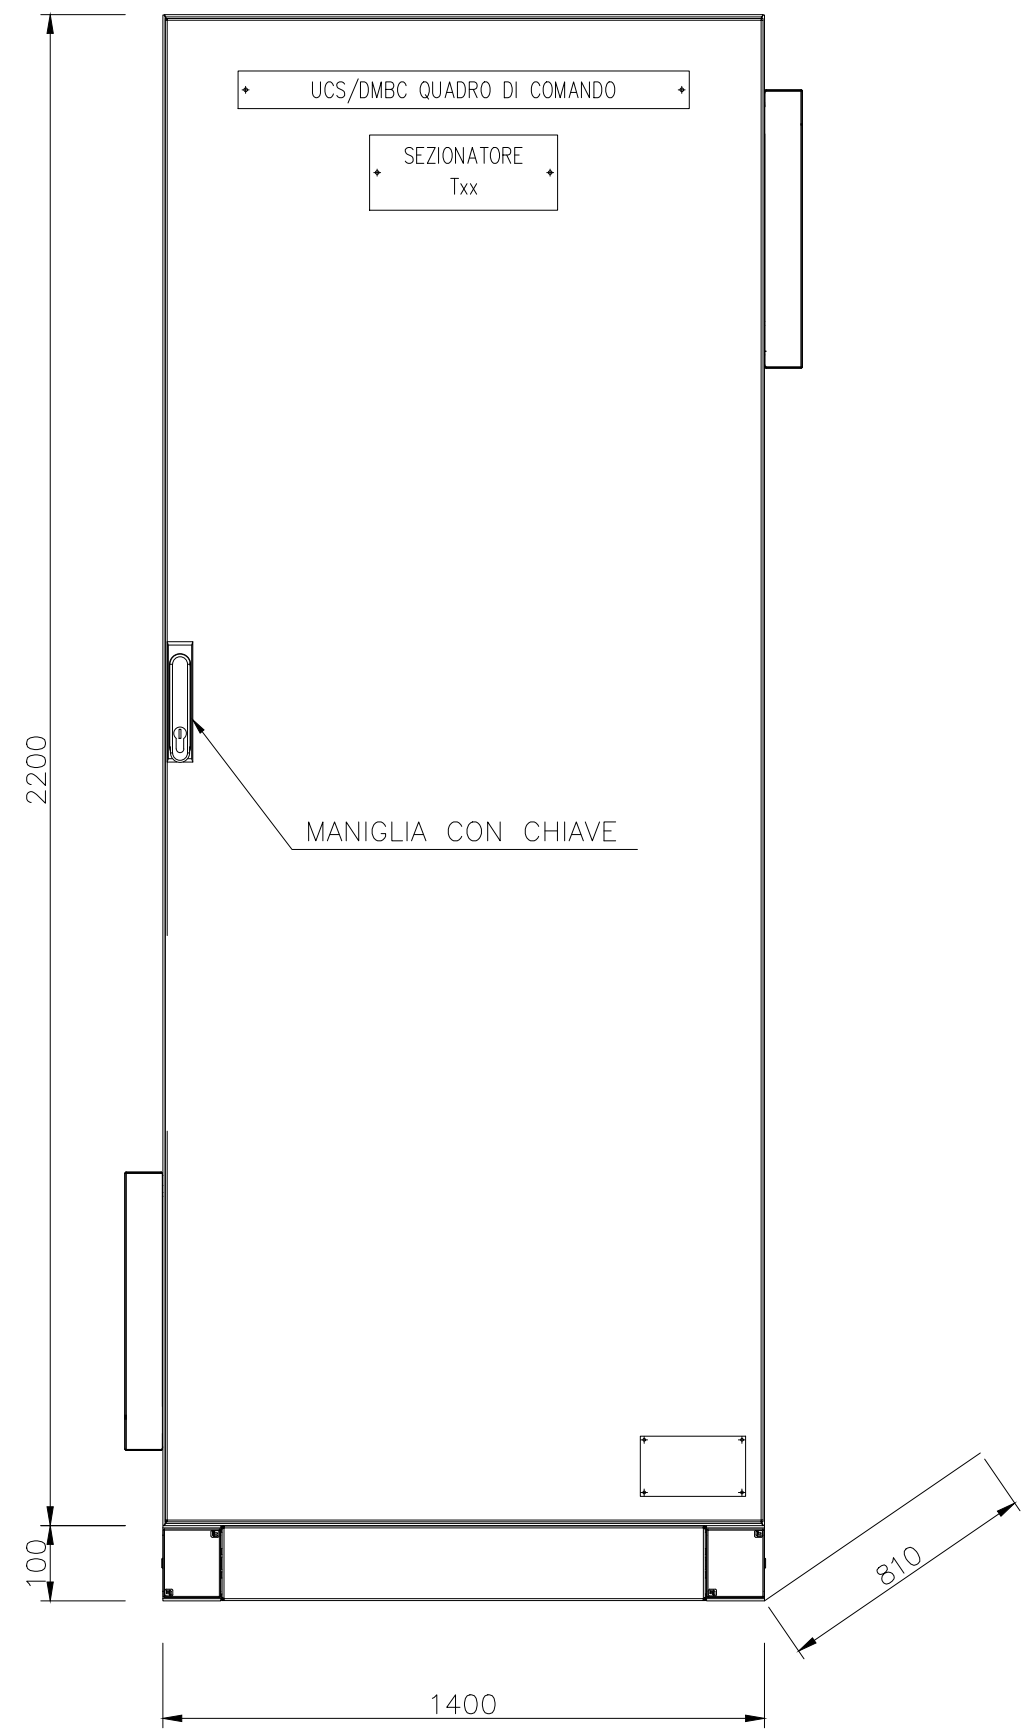 UCS/DMBC QUADRO DI COMANDO
SEZIONATORE
Txx
2200
MANIGLIA CON CHIAVE
100
810
1400